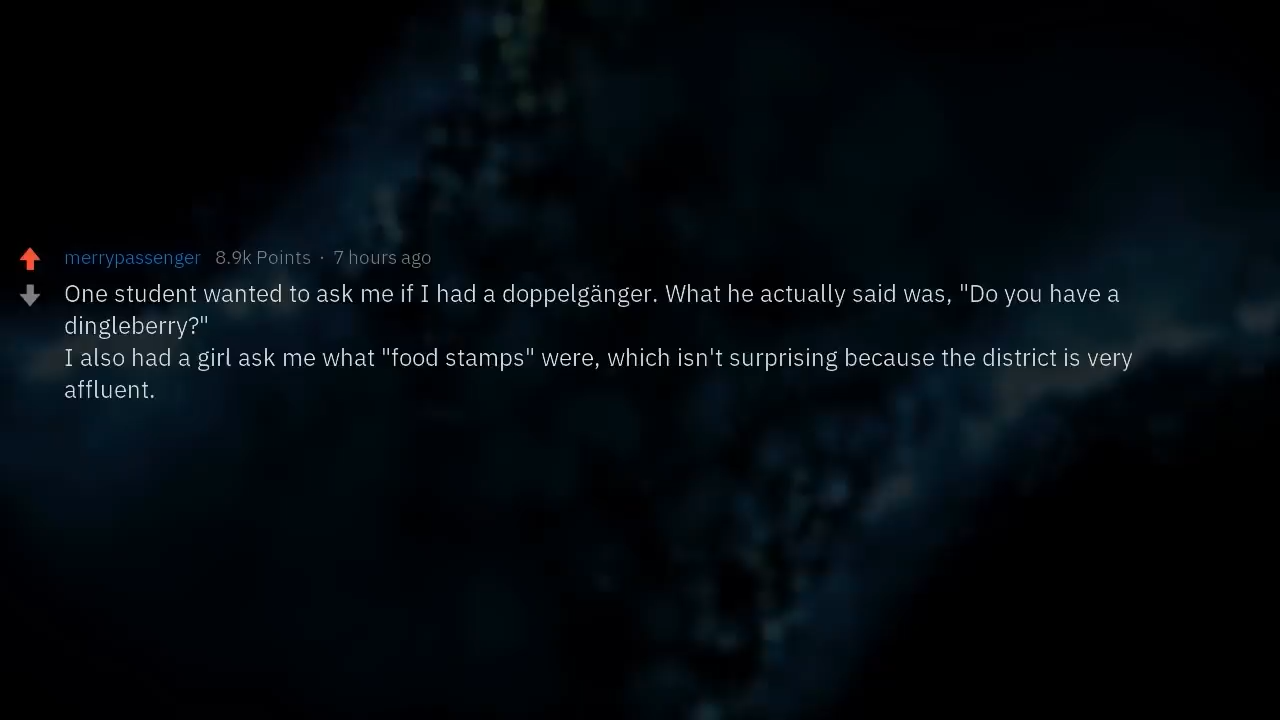 merrypassenger 8.9k Points · 7 hours ago
One student wanted to ask me if I had a doppelgänger. What he actually said was, "Do you have a
dingleberry?"
I also had a girl ask me what "food stamps" were, which isn't surprising because the district is very
affluent.